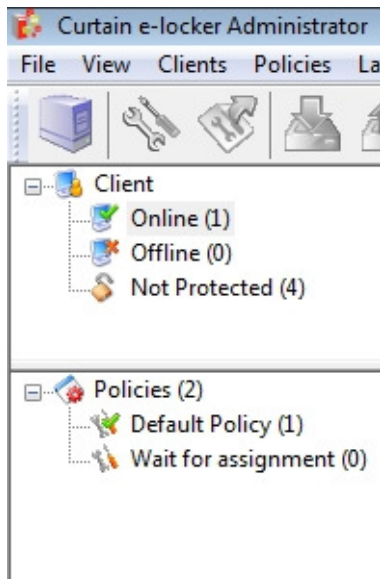 Curtain e-locker Administrator
File View Clients Policies La
Client
Online (1)
Offline (0)
Not Protected (4)
Policies (2)
Default Policy (1)
Wait for assignment (0)